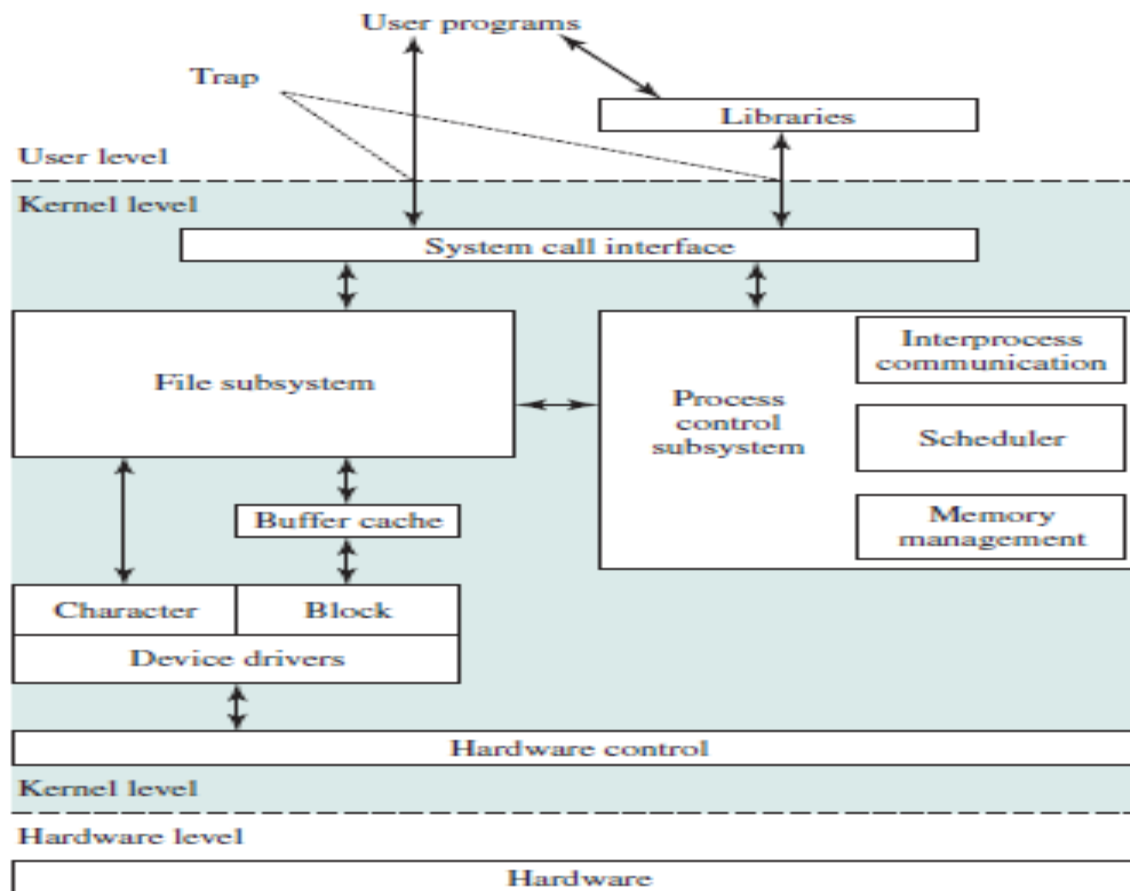 User programs
Trap
Libraries
User level
Kernel level
System call interface
File subsystem
Process
control
subsystem
Interprocess
communication
Scheduler
Memory
management
Buffer cache
Character
Block
Device drivers
Hardware control
Kernel level
Hardware level
Hardware